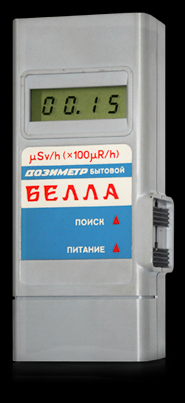 00.15
µSv/h (×100µR/h)
ДОЗИМЕТР БЫТОВОЙ
БЕЛЛА
ПОИСК
ПИТАНИЕ